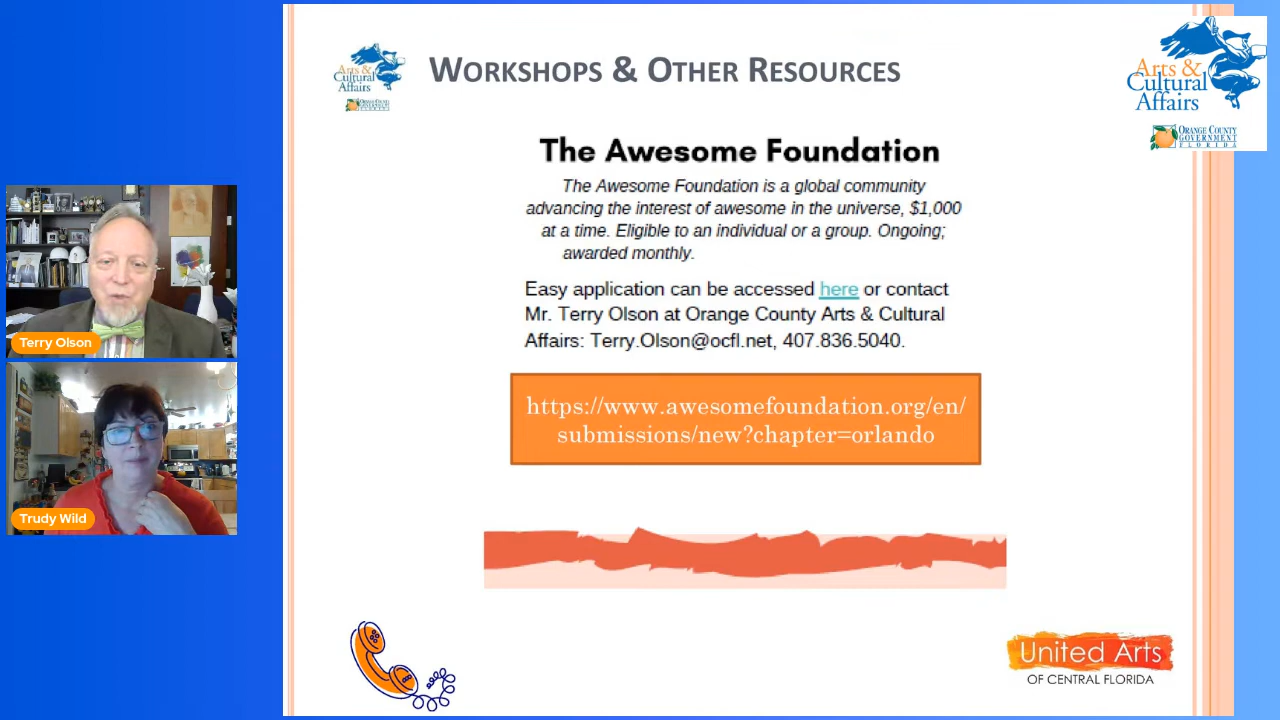 WORKSHOPS & OTHER RESOURCES
Arts &
Cultural
Affairs
ORANGE COUNTY
GOVERNMENT
FLORIDA
Arts &
Cultural
Affairs
ORANGE COUNTY
GOVERNMENT
FLORIDA
The Awesome Foundation
The Awesome Foundation is a global community
advancing the interest of awesome in the universe, $1,000
at a time. Eligible to an individual or a group. Ongoing;
awarded monthly.
Easy application can be accessed here or contact
Mr. Terry Olson at Orange County Arts & Cultural
Affairs: Terry.Olson@ocfl.net, 407.836.5040.
https://www.awesomefoundation.org/en/
submissions/new?chapter=orlando
Terry Olson
Trudy Wild
United Arts
OF CENTRAL FLORIDA